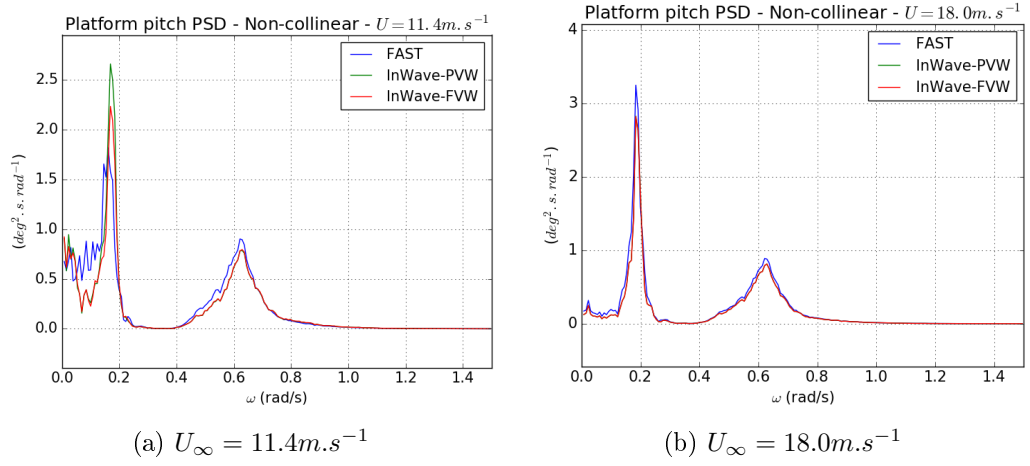 Platform pitch PSD - Non-collinear - U = 11.4m.s⁻¹
FAST
InWave-PVW
InWave-FVW
(deg².s.rad⁻¹)
2.5
2.0
1.5
1.0
0.5
0.0
0.0 0.2 0.4 0.6 0.8 1.0 1.2 1.4
ω (rad/s)
(a) U∞ = 11.4m.s⁻¹
Platform pitch PSD - Non-collinear - U = 18.0m.s⁻¹
FAST
InWave-PVW
InWave-FVW
(deg².s.rad⁻¹)
4
3
2
1
0
0.0 0.2 0.4 0.6 0.8 1.0 1.2 1.4
ω (rad/s)
(b) U∞ = 18.0m.s⁻¹